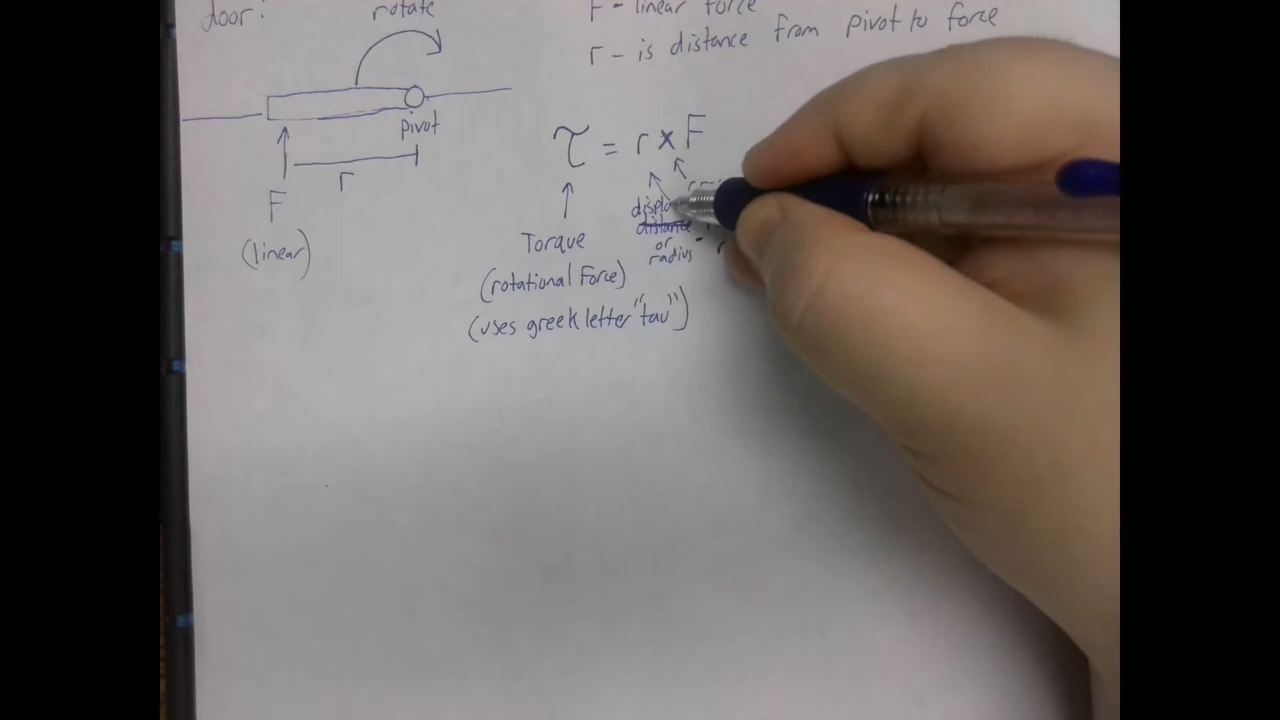 door:
rotate
F - linear force
r - is distance from pivot to force
pivot
τ = r x F
r
F
(linear)
distance
or
radius
Torque
(rotational Force)
(uses greek letter "tau")